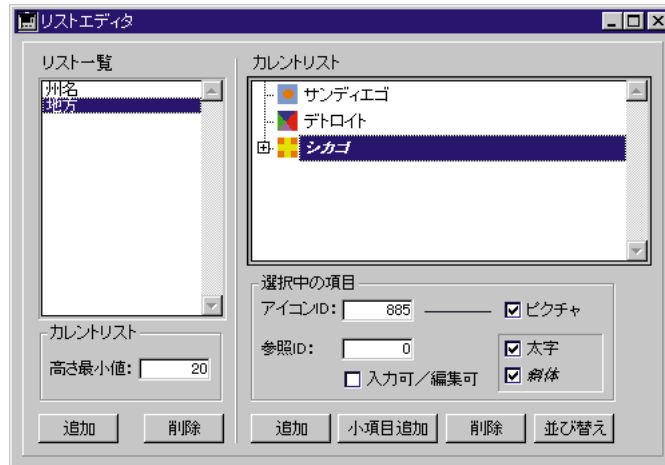 リストエディタ
リスト一覧
州名
地方
カレントリスト
高さ最小値: 20
追加 削除
カレントリスト
サンディエゴ
デトロイト
シカゴ
選択中の項目
アイコンID: 885 ピクチャ
参照ID: 0 太字
入力可/編集可 斜体
追加 小項目追加 削除 並び替え